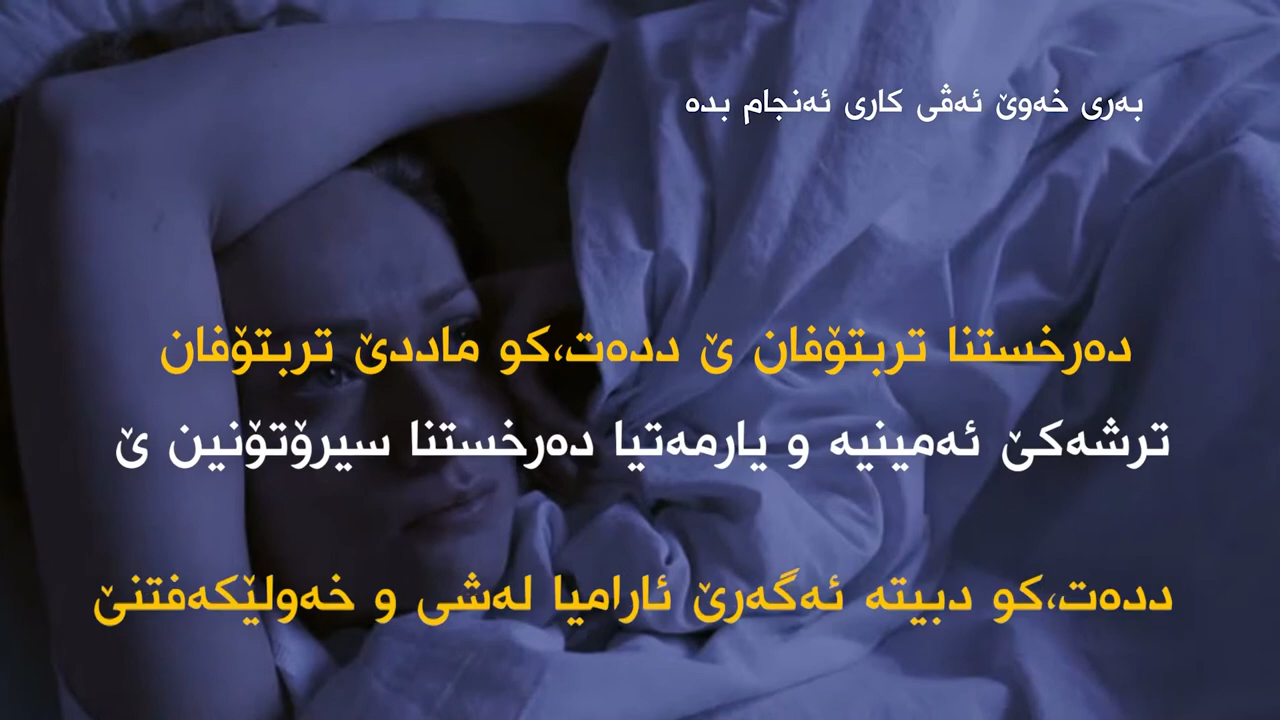 بەری خەوێ ئەڤی کاری ئەنجام بدە
دەرخستنا تربتۆفان ێ ددەت،کو ماددێ تربتۆفان
ترشەکێ ئەمینیە و یارمەتیا دەرخستنا سیرۆتۆنین ێ
ددەت،کو دبیتە ئەگەرێ ئارامیا لەشی و خەولێکەفتنێ